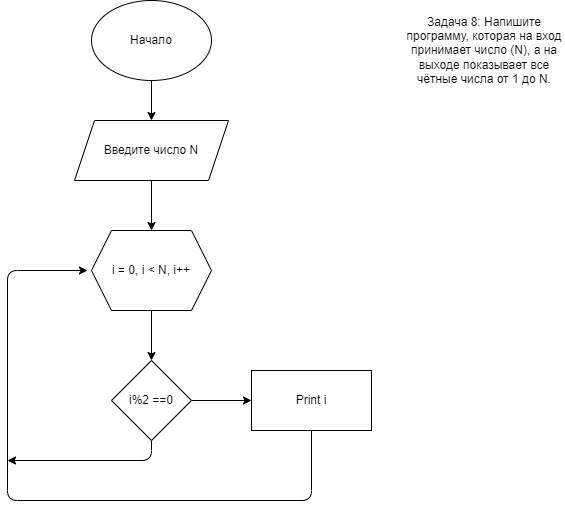 Начало
Задача 8: Напишите
программу, которая на вход
принимает число (N), а на
выходе показывает все
чётные числа от 1 до N.
Введите число N
i = 0, i < N, i++
i%2 ==0
Print i